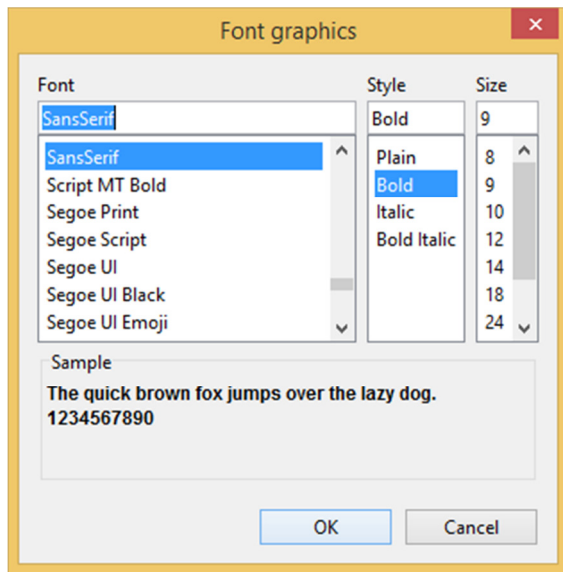 Font graphics
Font
Style
Size
SansSerif
Bold
9
SansSerif
Script MT Bold
Segoe Print
Segoe Script
Segoe UI
Segoe UI Black
Segoe UI Emoji
Plain
Bold
Italic
Bold Italic
8
9
10
12
14
18
24
Sample
The quick brown fox jumps over the lazy dog.
1234567890
OK
Cancel